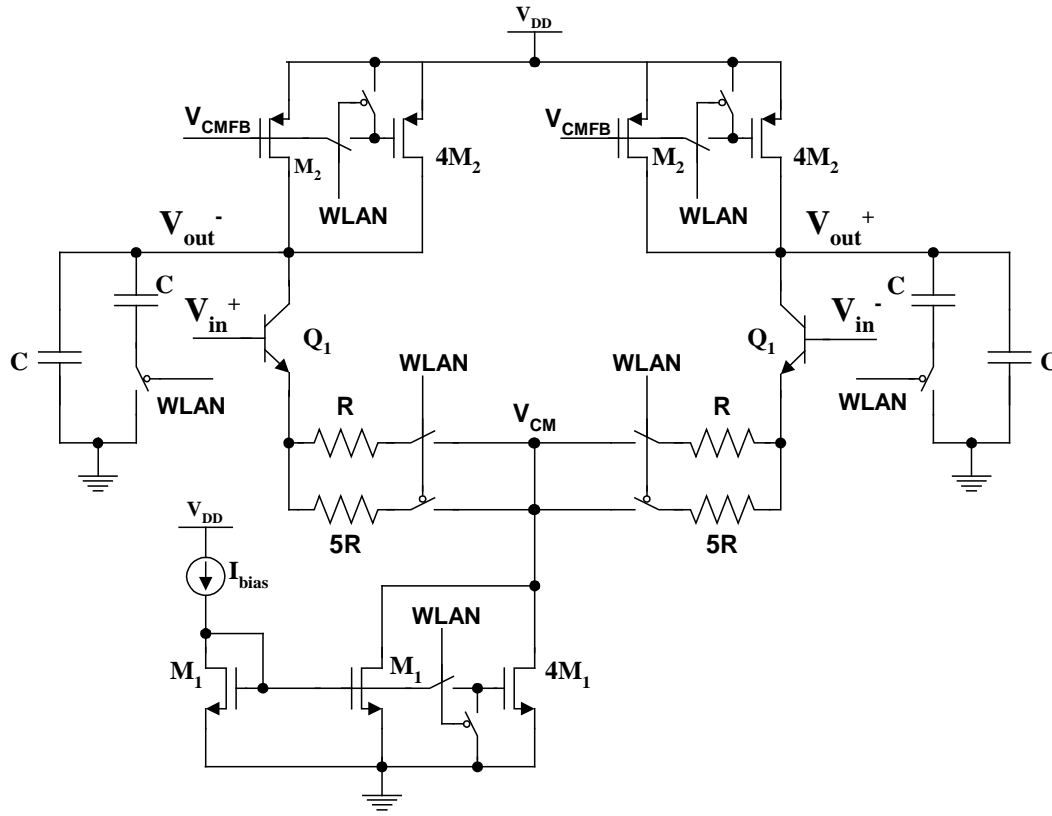 V_DD
V_CMFB
M_2
4M_2
WLAN
V_CMFB
M_2
4M_2
WLAN
V_out^-
V_out^+
C
C
V_in^+
Q_1
WLAN
C
C
V_in^-
Q_1
WLAN
WLAN
R
V_CM
WLAN
R
5R
5R
V_DD
I_bias
WLAN
M_1
M_1
4M_1